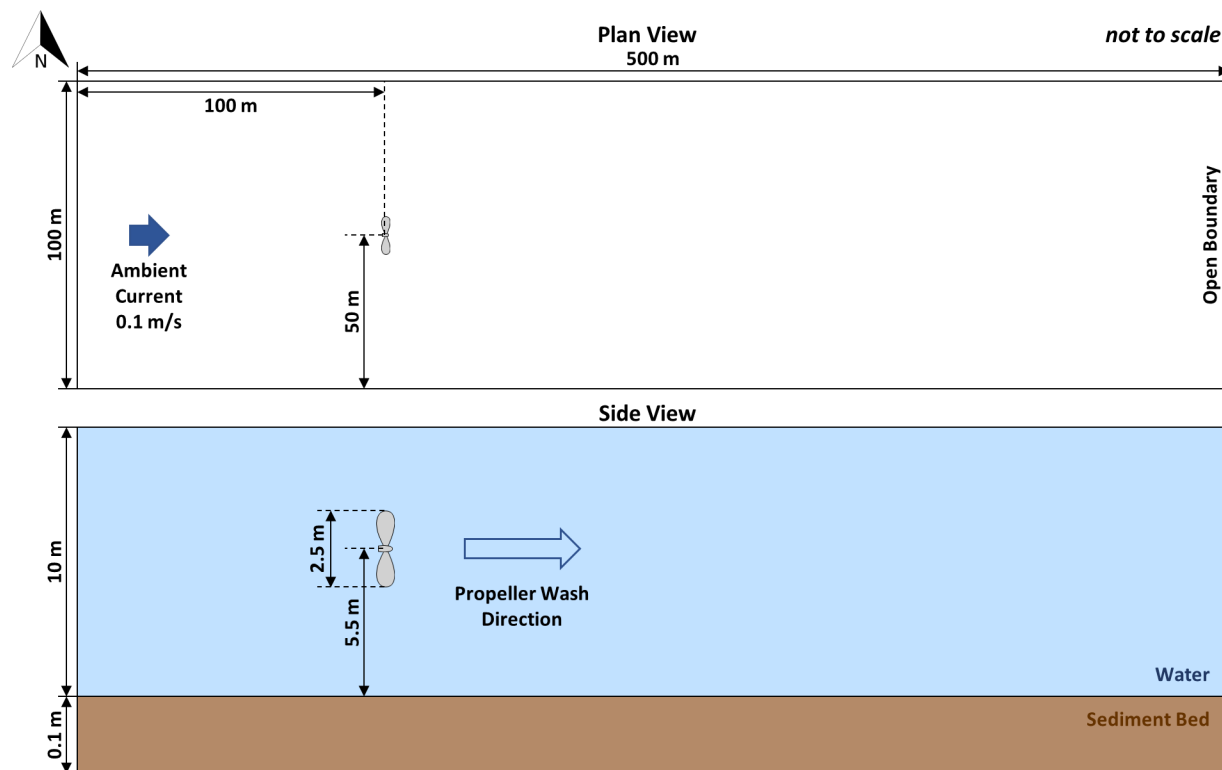 Plan View
not to scale
N
500 m
100 m
100 m
Ambient
Current
0.1 m/s
50 m
Open Boundary
Side View
10 m
2.5 m
5.5 m
Propeller Wash
Direction
Water
0.1 m
Sediment Bed